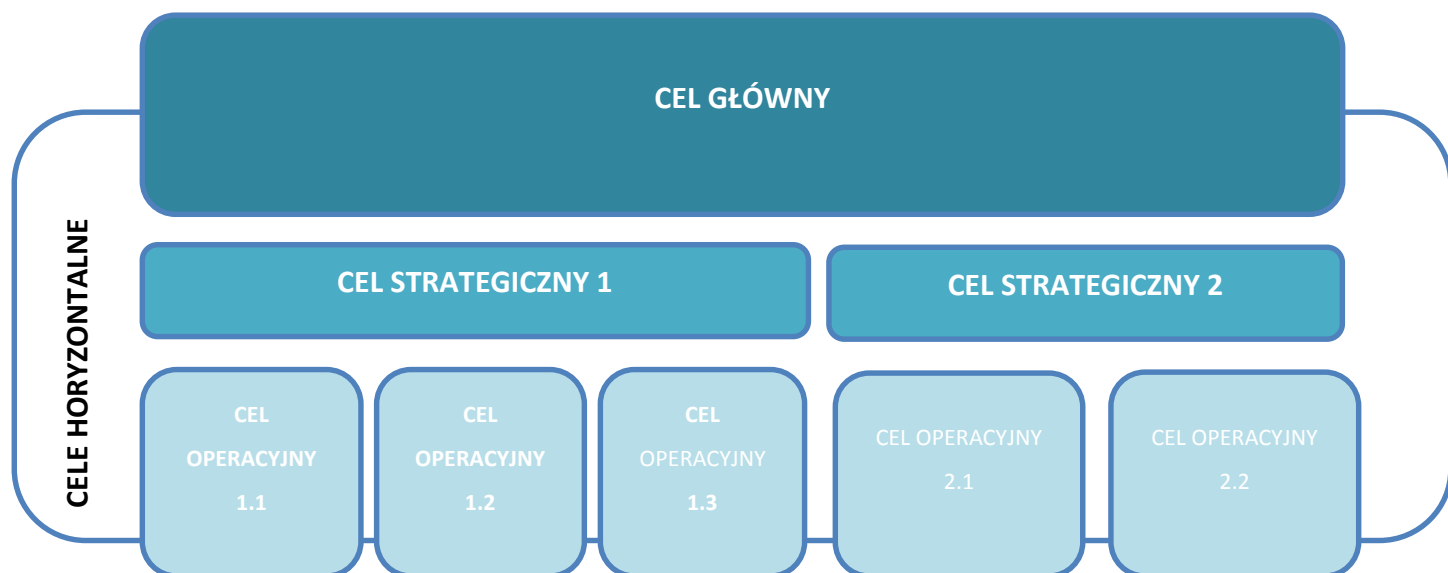 CEL GŁÓWNY
CELE HORYZONTALNE
CEL STRATEGICZNY 1
CEL STRATEGICZNY 2
CEL
OPERACYJNY
1.1
CEL
OPERACYJNY
1.2
CEL
OPERACYJNY
1.3
CEL OPERACYJNY
2.1
CEL OPERACYJNY
2.2